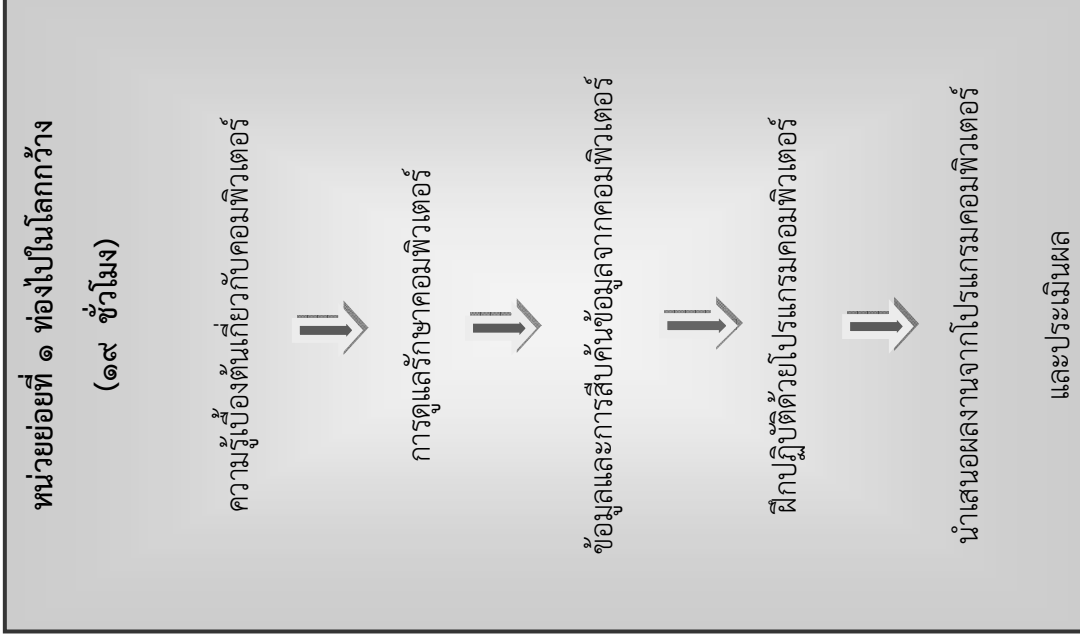 หน่วยย่อยที่ ๑ ท่องไปในโลกกว้าง
(๑๙ ชั่วโมง)
ความรู้เบื้องต้นเกี่ยวกับคอมพิวเตอร์
การดูแลรักษาคอมพิวเตอร์
ข้อมูลและการสืบค้นข้อมูลจากคอมพิวเตอร์
ฝึกปฏิบัติด้วยโปรแกรมคอมพิวเตอร์
นำเสนอผลงานจากโปรแกรมคอมพิวเตอร์
และประเมินผล